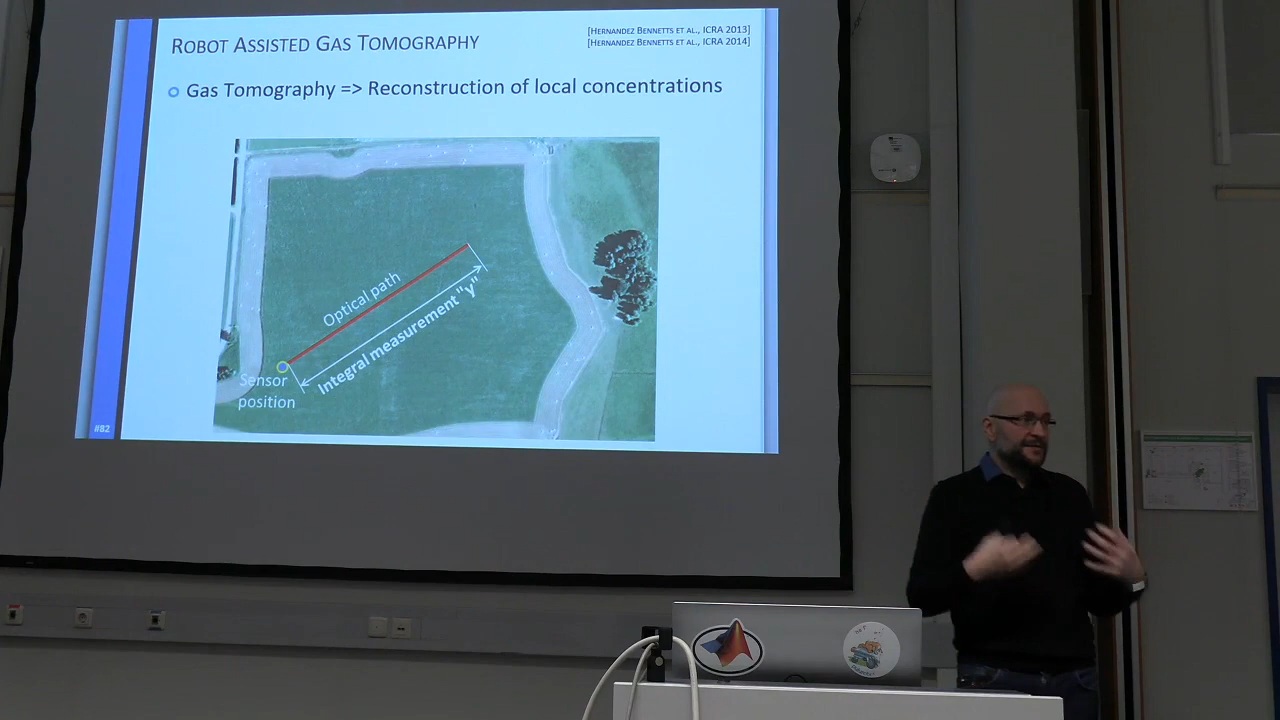 ROBOT ASSISTED GAS TOMOGRAPHY
[HERNANDEZ BENNETTS ET AL., ICRA 2013]
[HERNANDEZ BENNETTS ET AL., ICRA 2014]
Gas Tomography => Reconstruction of local concentrations
Optical path
Integral measurement "y"
Sensor
position
#82